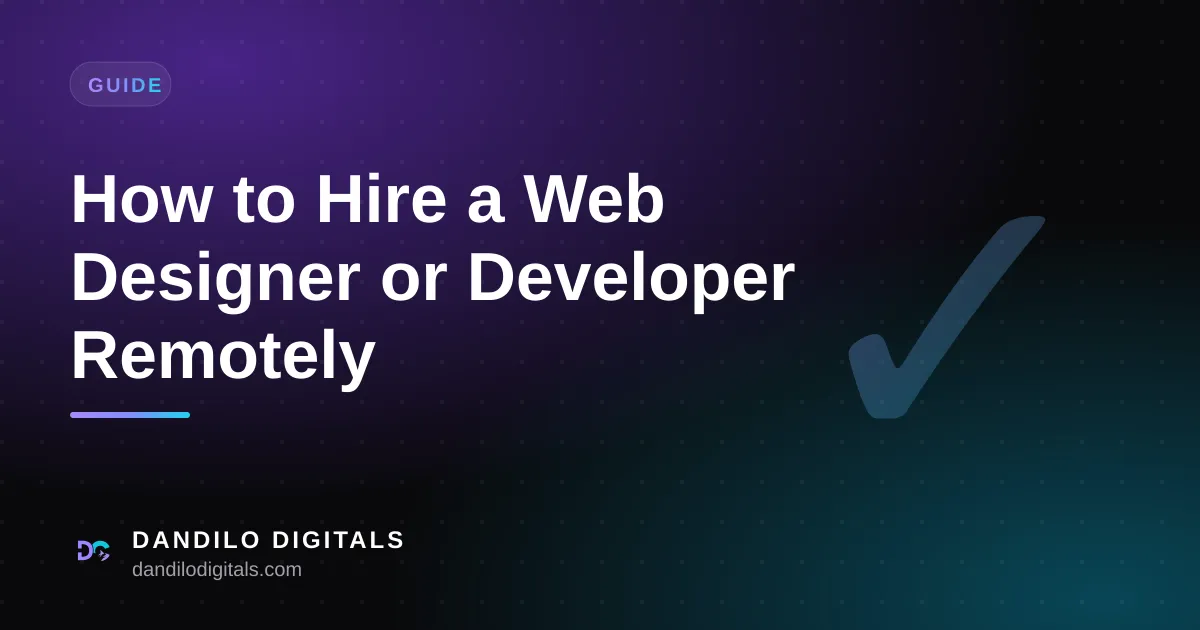 GUIDE
How to Hire a Web
Designer or Developer
Remotely
DANDILO DIGITALS
dandilodigitals.com